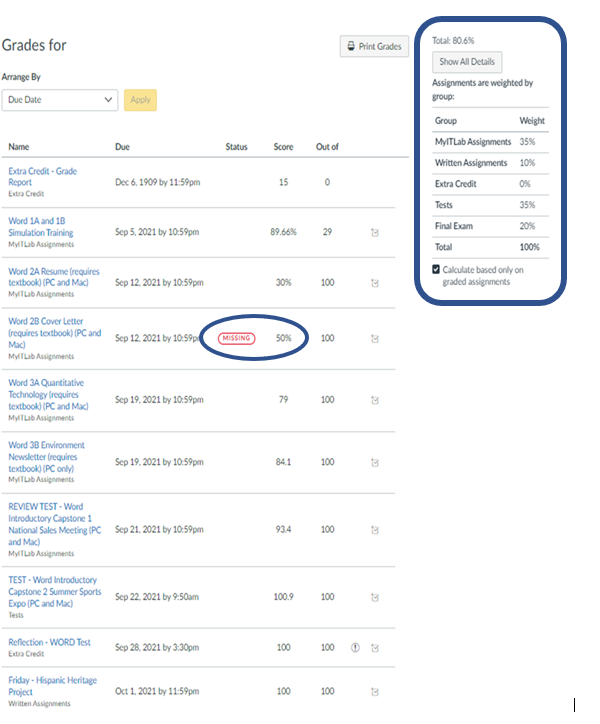 Grades for
Print Grades
Arrange By
Due Date
Apply
Name Due Status Score Out of
Extra Credit - Grade
Report
Extra Credit
Dec 6, 1909 by 11:59pm 15 0
Word 1A and 1B
Simulation Training
MyITLab Assignments
Sep 5, 2021 by 10:59pm 89.66% 29
Word 2A Resume (requires
textbook) (PC and Mac)
MyITLab Assignments
Sep 12, 2021 by 10:59pm 30% 100
Word 2B Cover Letter
(requires textbook) (PC and
Mac)
MyITLab Assignments
Sep 12, 2021 by 10:59pm MISSING 50% 100
Word 3A Quantitative
Technology (requires
textbook) (PC and Mac)
MyITLab Assignments
Sep 19, 2021 by 10:59pm 79 100
Word 3B Environment
Newsletter (requires
textbook) (PC only)
MyITLab Assignments
Sep 19, 2021 by 10:59pm 84.1 100
REVIEW TEST - Word
Introductory Capstone 1
National Sales Meeting (PC
and Mac)
MyITLab Assignments
Sep 21, 2021 by 10:59pm 93.4 100
TEST - Word Introductory
Capstone 2 Summer Sports
Expo (PC and Mac)
Tests
Sep 22, 2021 by 9:50am 100.9 100
Reflection - WORD Test
Extra Credit
Sep 28, 2021 by 3:30pm 100 100
Friday - Hispanic Heritage
Project
Written Assignments
Oct 1, 2021 by 11:59pm 100 100
Total: 80.6%
Show All Details
Assignments are weighted by
group:
Group Weight
MyITLab Assignments 35%
Written Assignments 10%
Extra Credit 0%
Tests 35%
Final Exam 20%
Total 100%
Calculate based only on
graded assignments